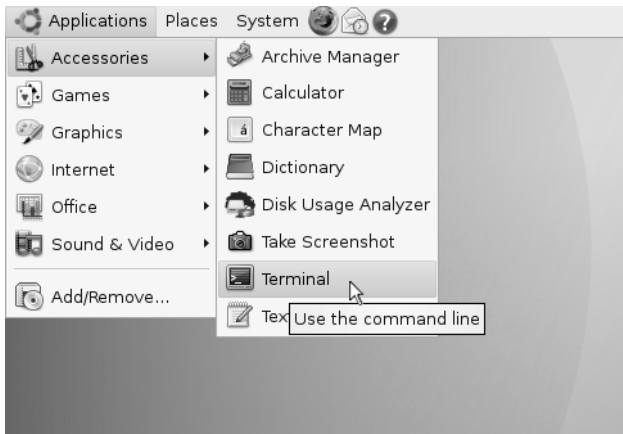 Applications Places System
Accessories
Games
Graphics
Internet
Office
Sound & Video
Add/Remove...
Archive Manager
Calculator
á Character Map
Dictionary
Disk Usage Analyzer
Take Screenshot
Terminal
Tex
Use the command line